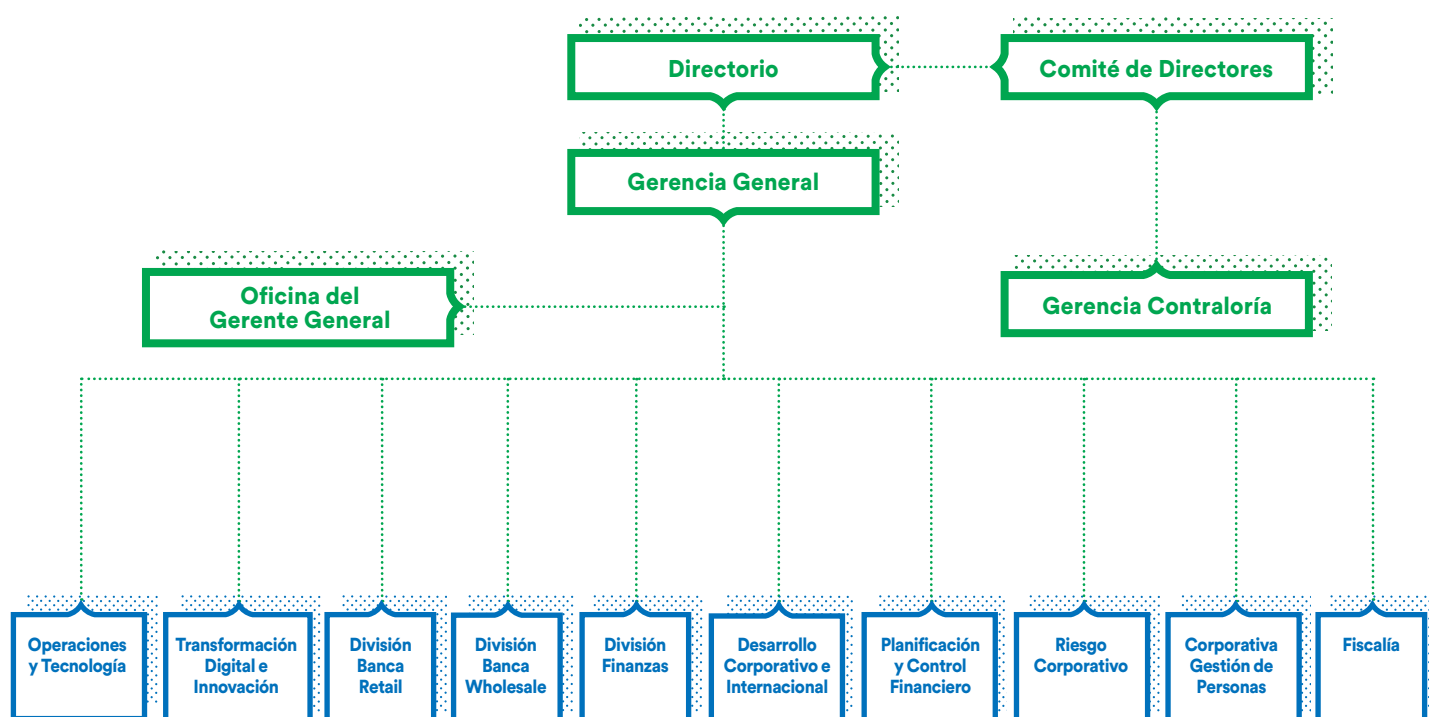 Directorio
Comité de Directores
Gerencia General
Oficina del
Gerente General
Gerencia Contraloría
Operaciones
y Tecnología
Transformación
Digital e
Innovación
División
Banca
Retail
División
Banca
Wholesale
División
Finanzas
Desarrollo
Corporativo e
Internacional
Planificación
y Control
Financiero
Riesgo
Corporativo
Corporativa
Gestión de
Personas
Fiscalía